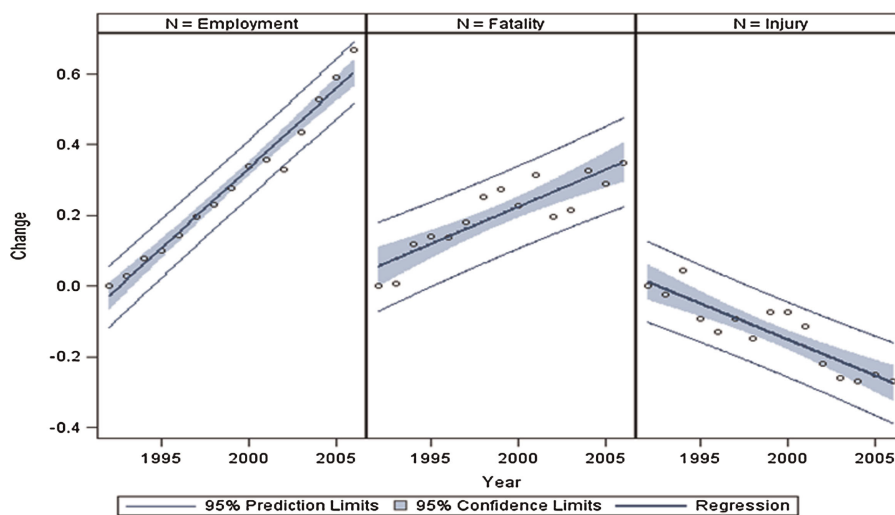 N = Employment
N = Fatality
N = Injury
Change
0.6
0.4
0.2
0.0
-0.2
-0.4
1995
2000
2005
1995
2000
2005
1995
2000
2005
Year
95% Prediction Limits
95% Confidence Limits
Regression